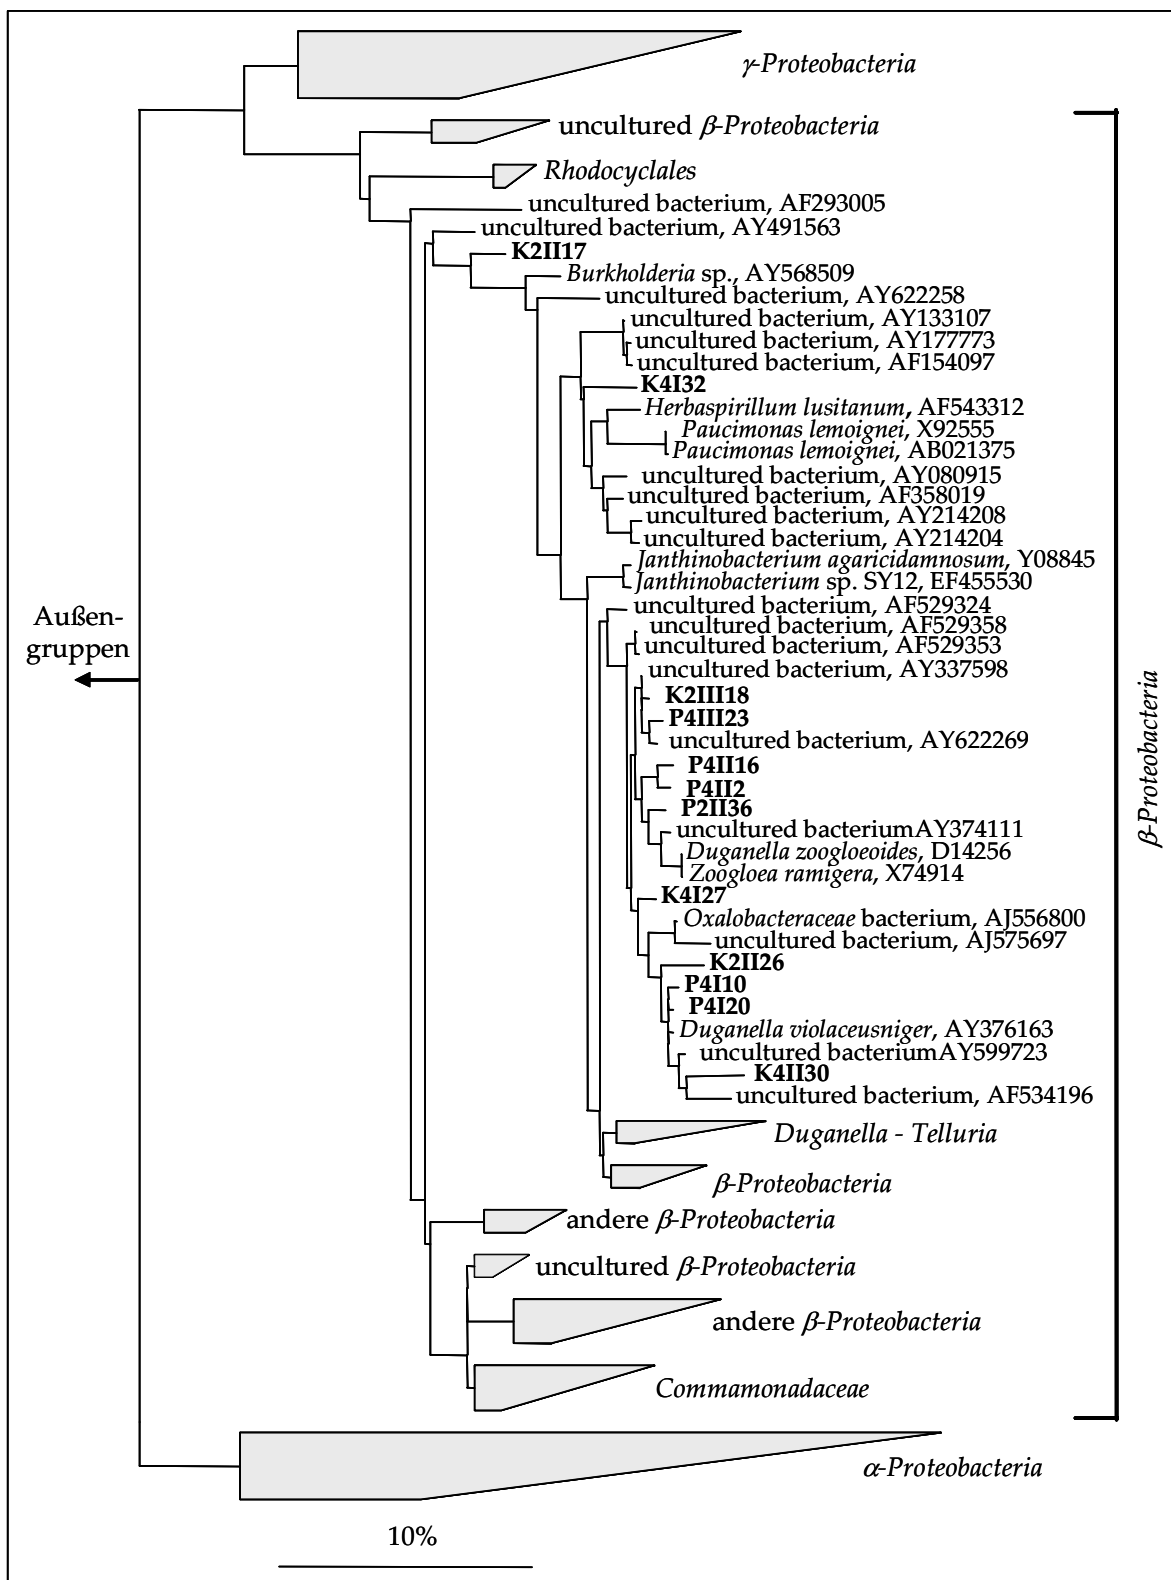 γ-Proteobacteria
uncultured β-Proteobacteria
Rhodocyclales
uncultured bacterium, AF293005
uncultured bacterium, AY491563
K2II17
Burkholderia sp., AY568509
uncultured bacterium, AY622258
uncultured bacterium, AY133107
uncultured bacterium, AY177773
uncultured bacterium, AF154097
K4I32
Herbaspirillum lusitanum, AF543312
Paucimonas lemoignei, X92555
Paucimonas lemoignei, AB021375
uncultured bacterium, AY080915
uncultured bacterium, AF358019
uncultured bacterium, AY214208
uncultured bacterium, AY214204
Janthinobacterium agaricidamnosum, Y08845
Janthinobacterium sp. SY12, EF455530
uncultured bacterium, AF529324
uncultured bacterium, AF529358
uncultured bacterium, AF529353
uncultured bacterium, AY337598
K2III18
P4III23
uncultured bacterium, AY622269
P4II16
P4II2
P2II36
uncultured bacteriumAY374111
Duganella zoogloeoides, D14256
Zoogloea ramigera, X74914
K4I27
Oxalobacteraceae bacterium, AJ556800
uncultured bacterium, AJ575697
K2II26
P4I10
P4I20
Duganella violaceusniger, AY376163
uncultured bacteriumAY599723
K4II30
uncultured bacterium, AF534196
Duganella - Telluria
β-Proteobacteria
andere β-Proteobacteria
uncultured β-Proteobacteria
andere β-Proteobacteria
Commamonadaceae
α-Proteobacteria
Außen-
gruppen
β-Proteobacteria
10%